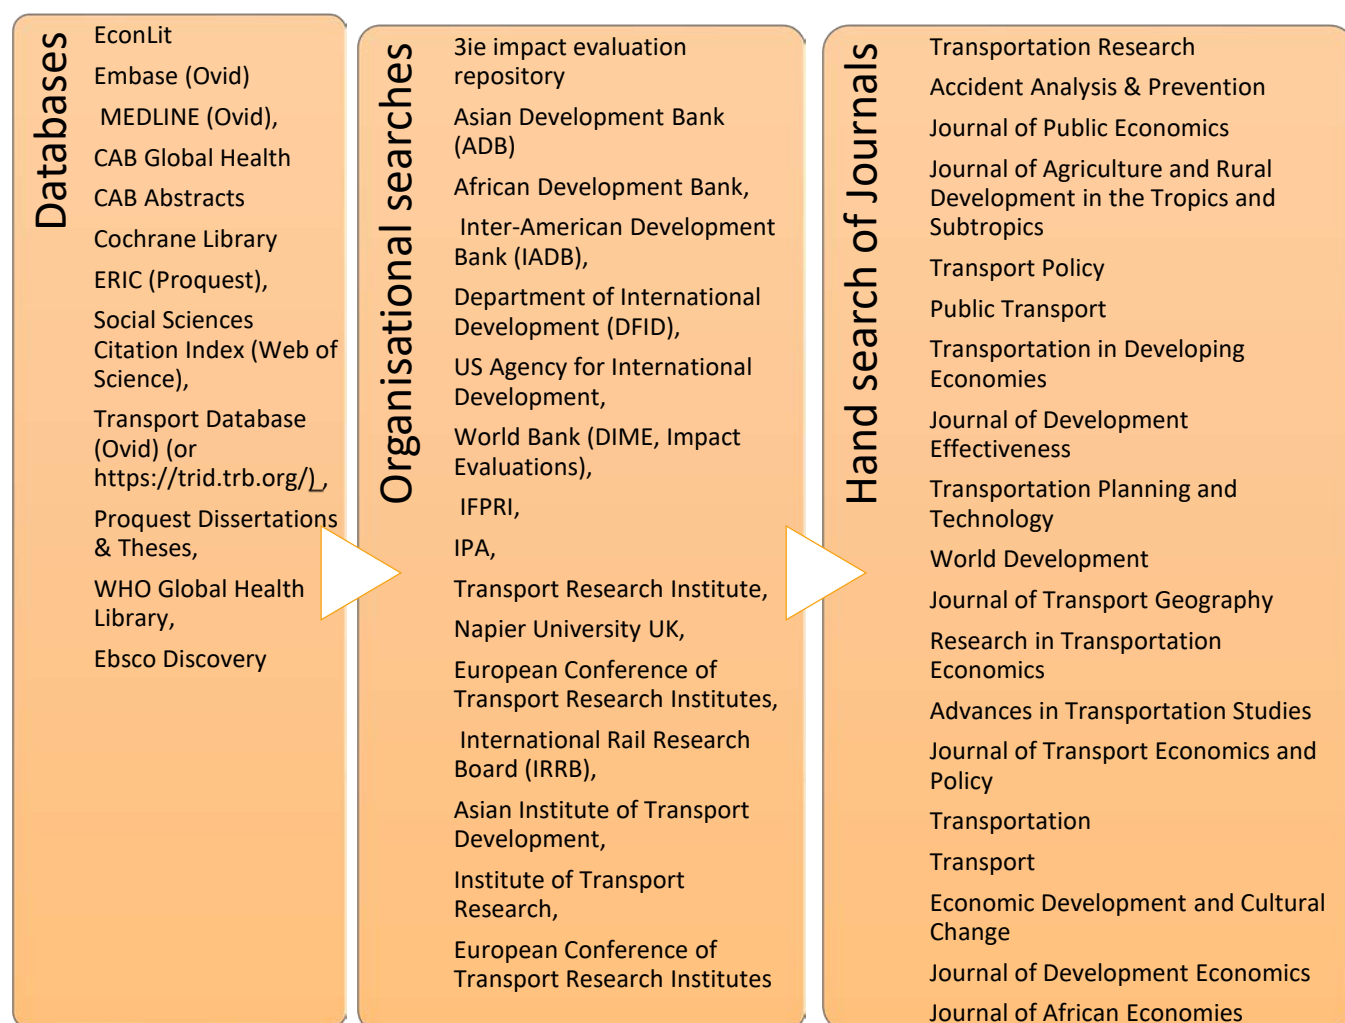 Databases
EconLit
Embase (Ovid)
MEDLINE (Ovid),
CAB Global Health
CAB Abstracts
Cochrane Library
ERIC (Proquest),
Social Sciences
Citation Index (Web of
Science),
Transport Database
(Ovid) (or
https://trid.trb.org/)_,
Proquest Dissertations
& Theses,
WHO Global Health
Library,
Ebsco Discovery
Organisational searches
3ie impact evaluation
repository
Asian Development Bank
(ADB)
African Development Bank,
Inter-American Development
Bank (IADB),
Department of International
Development (DFID),
US Agency for International
Development,
World Bank (DIME, Impact
Evaluations),
IFPRI,
IPA,
Transport Research Institute,
Napier University UK,
European Conference of
Transport Research Institutes,
International Rail Research
Board (IRRB),
Asian Institute of Transport
Development,
Institute of Transport
Research,
European Conference of
Transport Research Institutes
Hand search of Journals
Transportation Research
Accident Analysis & Prevention
Journal of Public Economics
Journal of Agriculture and Rural
Development in the Tropics and
Subtropics
Transport Policy
Public Transport
Transportation in Developing
Economies
Journal of Development
Effectiveness
Transportation Planning and
Technology
World Development
Journal of Transport Geography
Research in Transportation
Economics
Advances in Transportation Studies
Journal of Transport Economics and
Policy
Transportation
Transport
Economic Development and Cultural
Change
Journal of Development Economics
Journal of African Economies